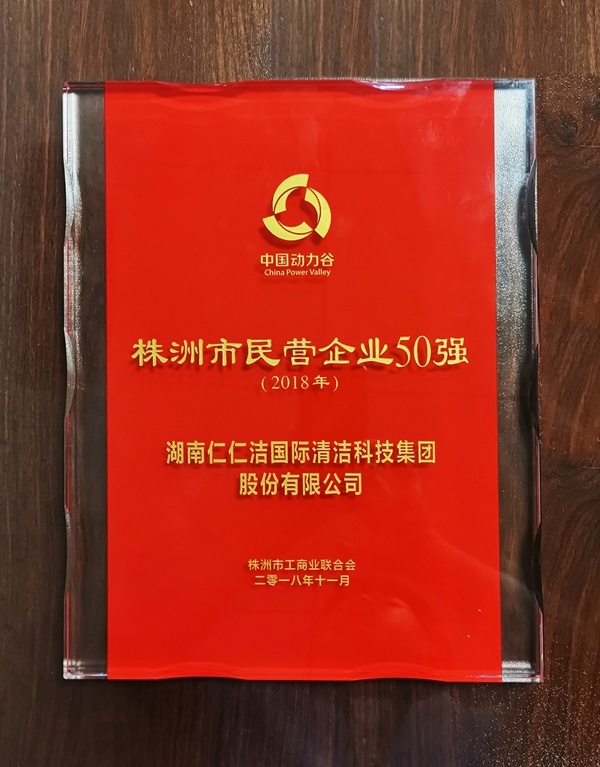 中国动力谷
China Power Valley
株洲市民营企业50强
(2018年)
湖南仁仁洁国际清洁科技集团
股份有限公司
株洲市工商业联合会
二零一八年十一月